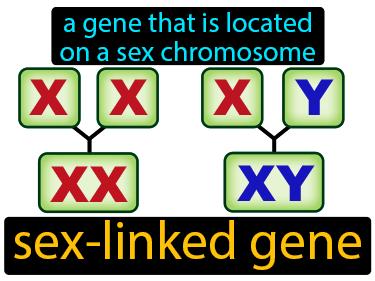 a gene that is located
on a sex chromosome
X X X Y
XX XY
sex-linked gene